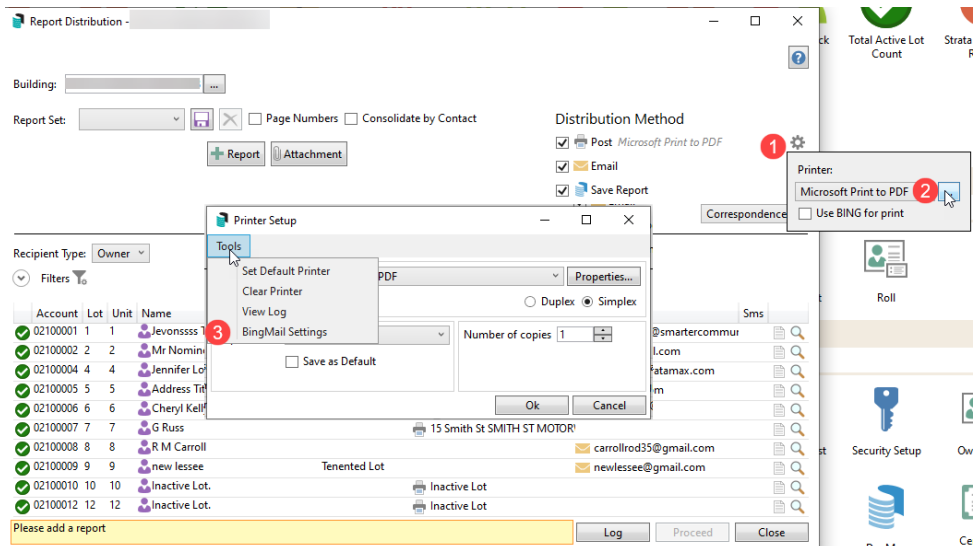 Report Distribution -
ck
Total Active Lot
Count
Strata
R
Building:
...
Report Set:
Page Numbers
Consolidate by Contact
Distribution Method
Post Microsoft Print to PDF
1
Report
Attachment
Email
Save Report
Printer:
Microsoft Print to PDF
2
Use BING for print
Correspondence
Printer Setup
Tools
Set Default Printer
Clear Printer
View Log
BingMail Settings
3
PDF
Properties...
Duplex
Simplex
Number of copies 1
Save as Default
Ok
Cancel
Recipient Type: Owner
Filters
Roll
t
Account Lot Unit Name
Sms
02100001 1 1 Jevonssss T
@smartercommur
02100002 2 2 Mr Nomin
l.com
02100004 4 4 Jennifer Lo
atamax.com
02100005 5 5 Address Tit
m
02100006 6 6 Cheryl Kell
02100007 7 7 G Russ 15 Smith St SMITH ST MOTOR
02100008 8 8 R M Carroll carrollrod35@gmail.com
02100009 9 9 new lessee Tenented Lot newlessee@gmail.com
02100010 10 10 Inactive Lot. Inactive Lot
02100012 12 12 Inactive Lot. Inactive Lot
st
Security Setup
Ow
Please add a report
Log
Proceed
Close
Ce